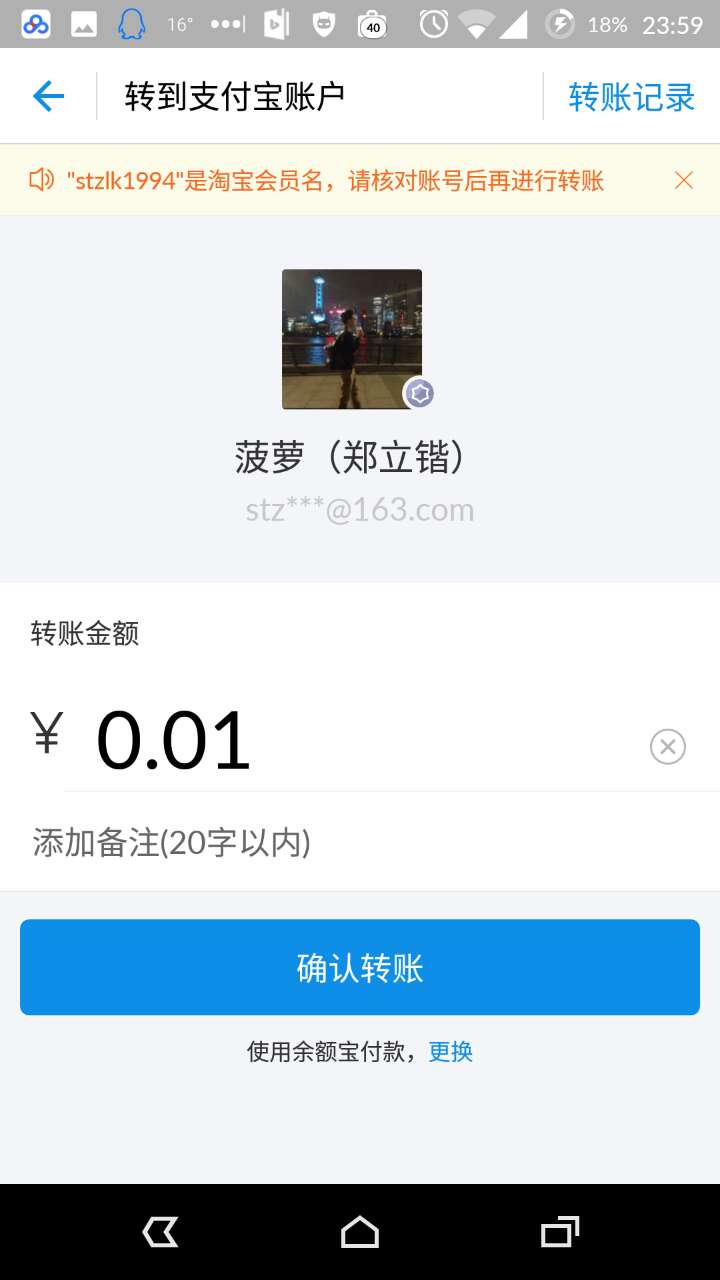 16° 40 18% 23:59
转到支付宝账户 转账记录
"stzlk1994"是淘宝会员名，请核对账号后再进行转账
菠萝（郑立锴）
stz***@163.com
转账金额
¥ 0.01
添加备注(20字以内)
确认转账
使用余额宝付款，更换